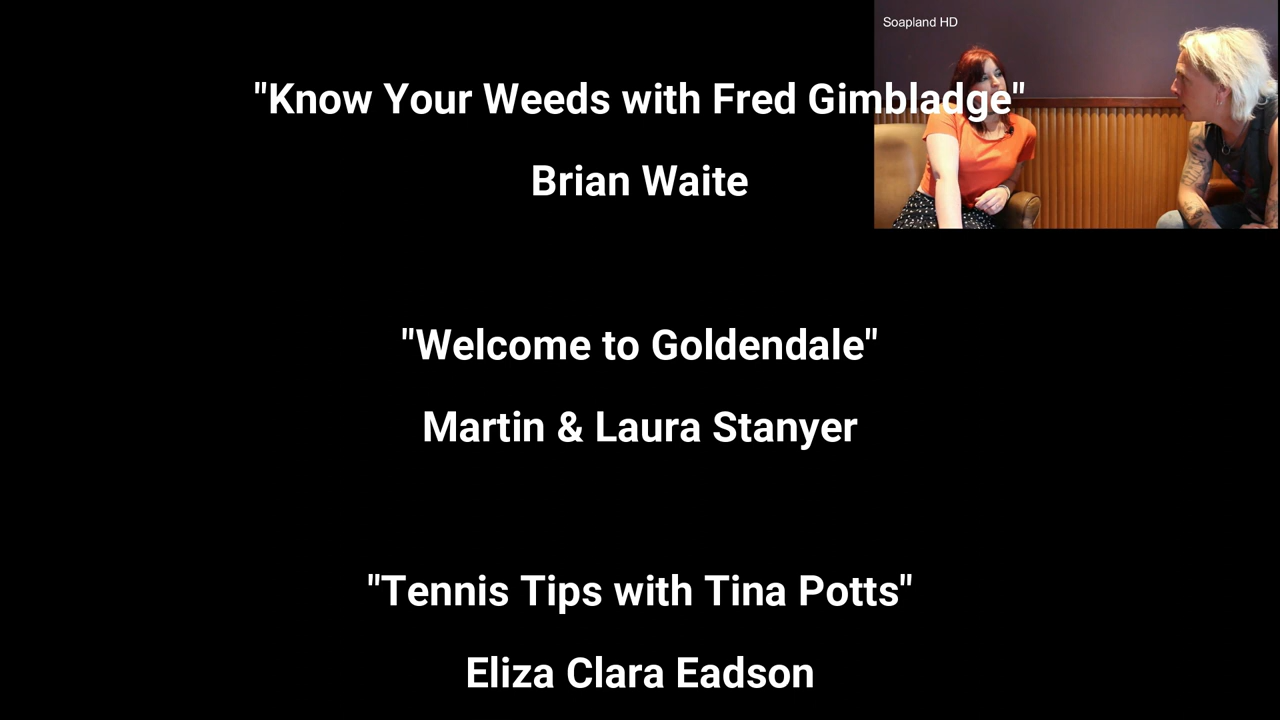 Soapland HD
"Know Your Weeds with Fred Gimbladge"
Brian Waite
"Welcome to Goldendale"
Martin & Laura Stanyer
"Tennis Tips with Tina Potts"
Eliza Clara Eadson